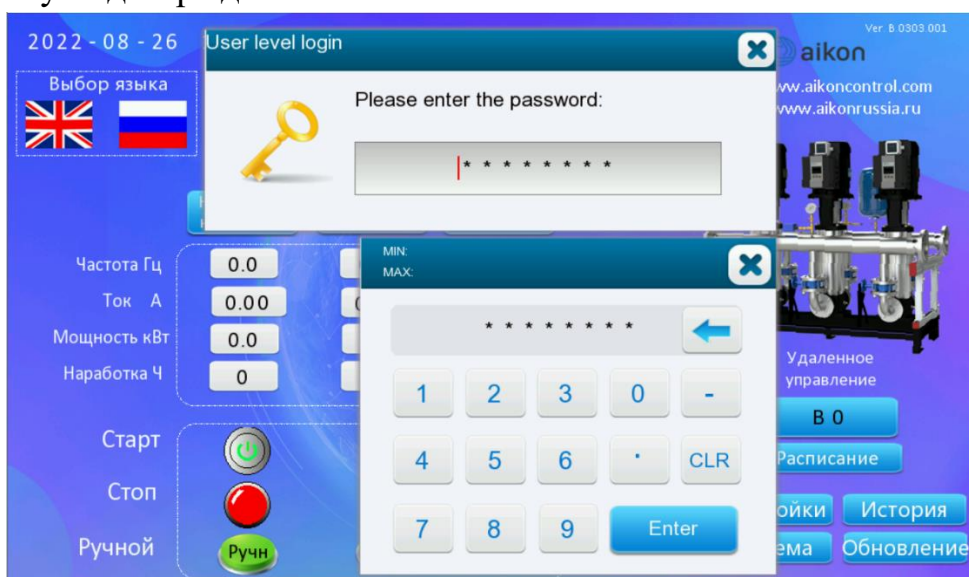 2022-08-26
User level login
Ver. B.0303.001
aikon
Выбор языка
Please enter the password:
ww.aikoncontrol.com
www.aikonrussia.ru
* * * * * * * *
MIN:
MAX:
Частота Гц
0.0
Ток А
0.00
* * * * * * * *
Мощность кВт
0.0
Наработка Ч
0
Удаленное
управление
1 2 3 0 -
В 0
Старт
4 5 6 . CLR
Расписание
Стоп
7 8 9 Enter
История
Ручной
Ручн
Обновление